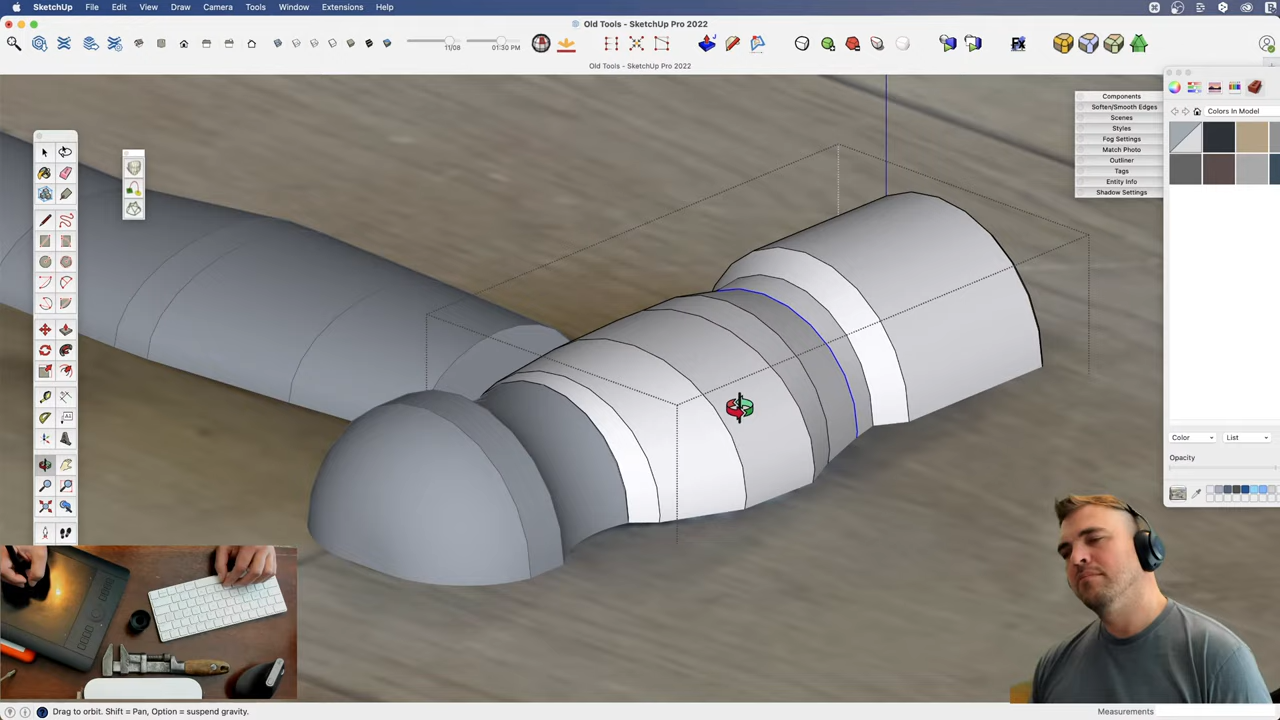 SketchUp File Edit View Draw Camera Tools Window Extensions Help
Old Tools - SketchUp Pro 2022
11/08
01:30 PM
Old Tools - SketchUp Pro 2022
Components
Soften/Smooth Edges
Scenes
Styles
Fog Settings
Match Photo
Outliner
Tags
Entity Info
Shadow Settings
Colors In Model
Color
List
Opacity
Drag to orbit. Shift = Pan, Option = suspend gravity.
Measurements